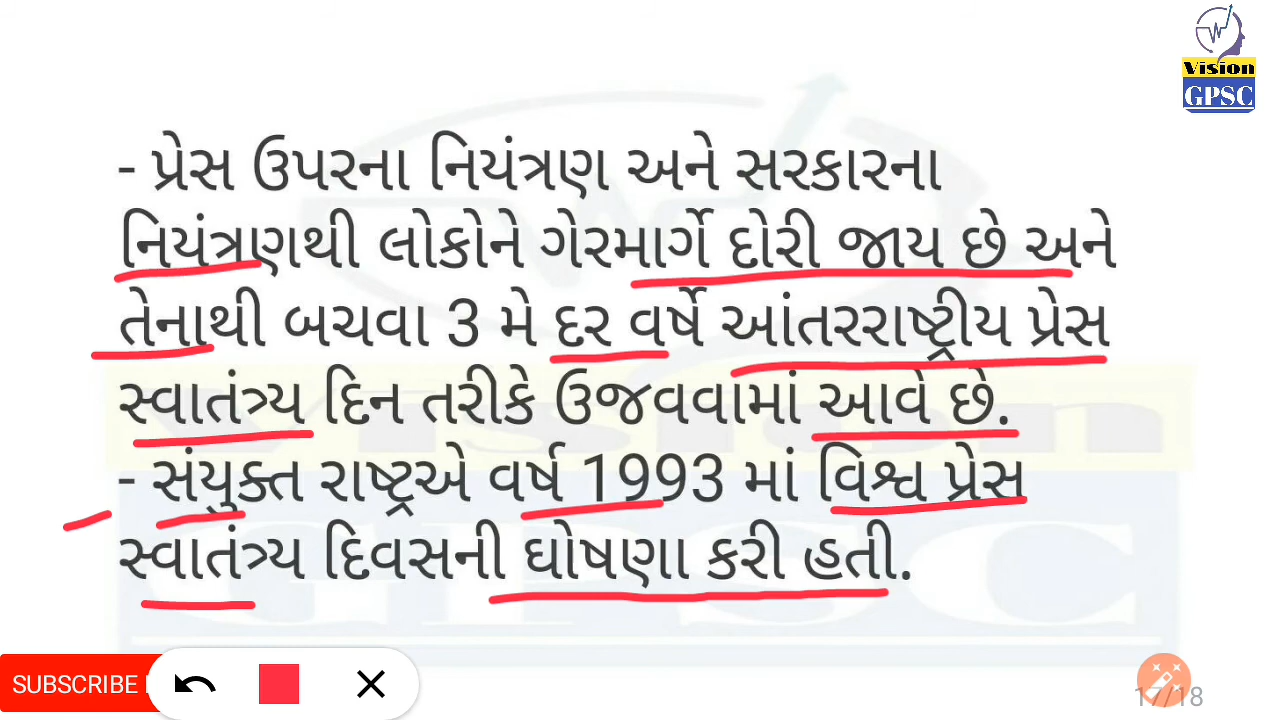 Vision
GPSC
- પ્રેસ ઉપરના નિયંત્રણ અને સરકારના
નિયંત્રણથી લોકોને ગેરમાર્ગે દોરી જાય છે અને
તેનાથી બચવા 3 મે દર વર્ષે આંતરરાષ્ટ્રીય પ્રેસ
સ્વાતંત્ર્ય દિન તરીકે ઉજવવામાં આવે છે.
- સંયુક્ત રાષ્ટ્રએ વર્ષ 1993 માં વિશ્વ પ્રેસ
સ્વાતંત્ર્ય દિવસની ઘોષણા કરી હતી.
SUBSCRIBE
17/18